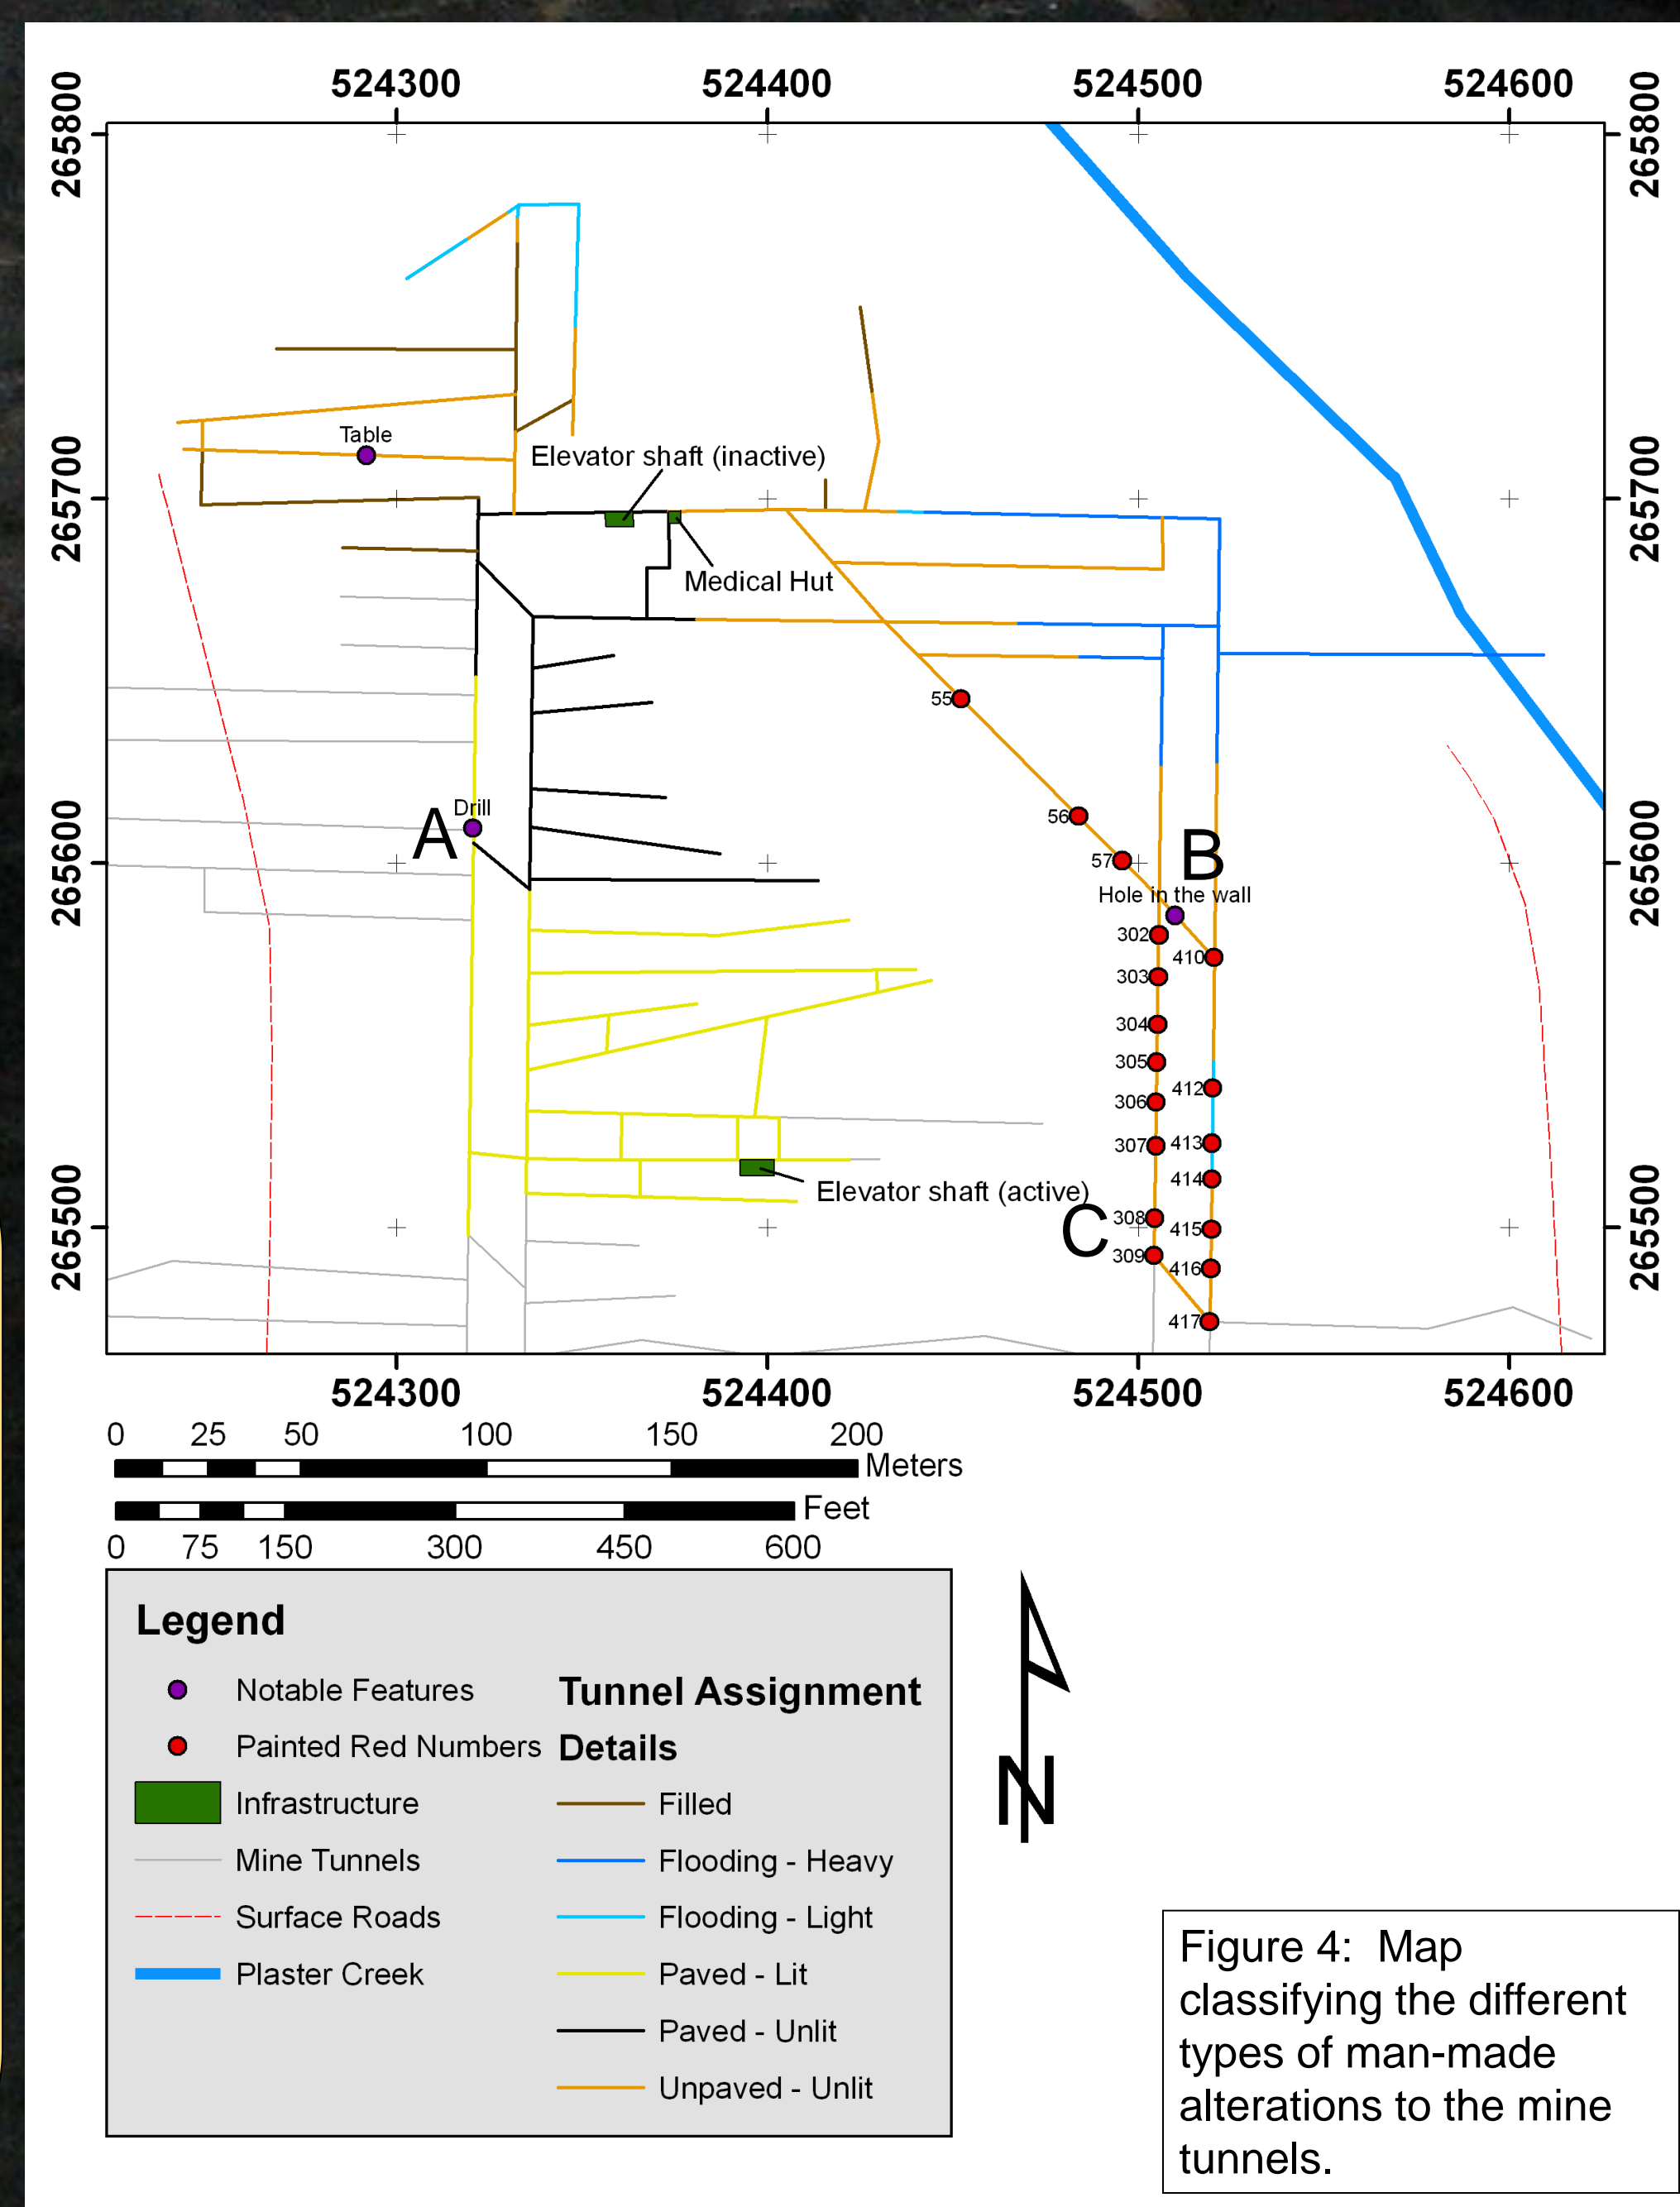 524300 524400 524500 524600
265800 265800
Table
Elevator shaft (inactive)
265700 265700
Medical Hut
55
Drill
56
A
57
B
265600 265600
Hole in the wall
302
410
303
304
305
412
306
307 413
414
Elevator shaft (active)
308
C
415
265500 265500
309
416
417
524300 524400 524500 524600
0 25 50 100 150 200
Meters
Feet
0 75 150 300 450 600
Legend
Notable Features
Painted Red Numbers
Infrastructure
Mine Tunnels
Surface Roads
Plaster Creek
Tunnel Assignment
Details
Filled
Flooding - Heavy
Flooding - Light
Paved - Lit
Paved - Unlit
Unpaved - Unlit
N
Figure 4: Map
classifying the different
types of man-made
alterations to the mine
tunnels.